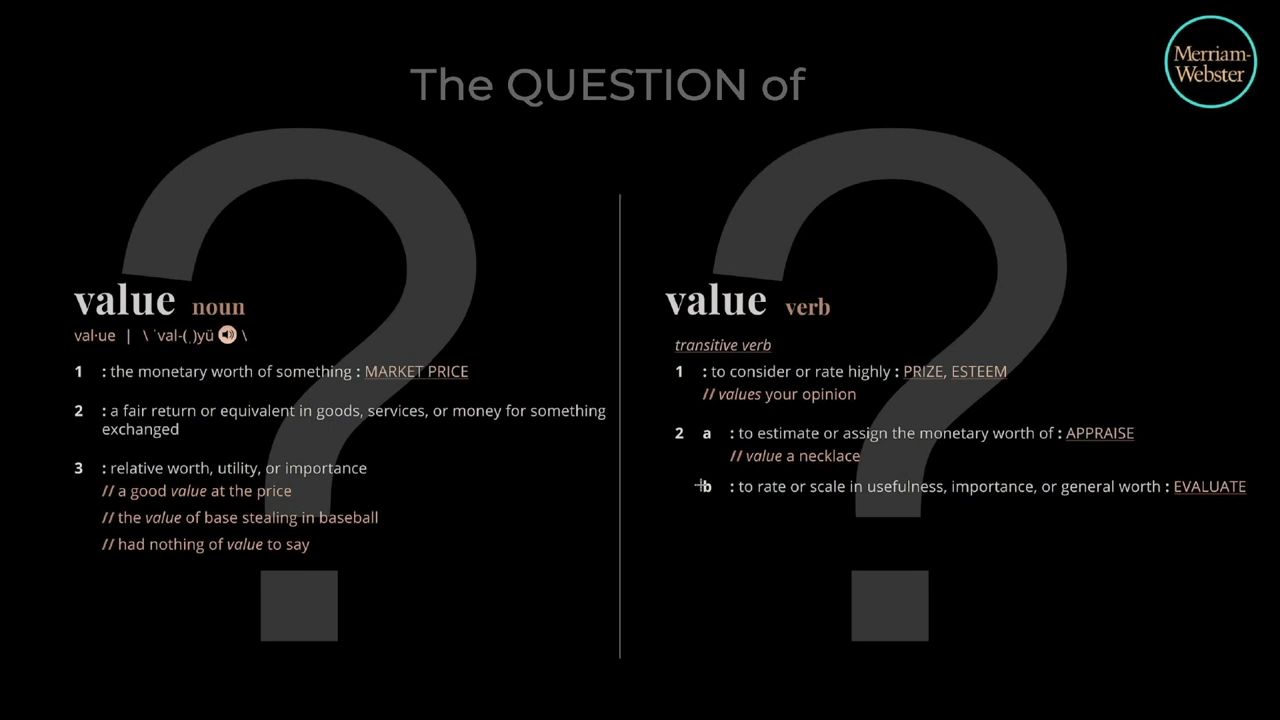 The QUESTION of
Merriam-
Webster
value noun
val·ue | \ ˈval-(ˌ)yü \
1 : the monetary worth of something : MARKET PRICE
2 : a fair return or equivalent in goods, services, or money for something
exchanged
3 : relative worth, utility, or importance
// a good value at the price
// the value of base stealing in baseball
// had nothing of value to say
value verb
transitive verb
1 : to consider or rate highly : PRIZE, ESTEEM
// values your opinion
2 a : to estimate or assign the monetary worth of : APPRAISE
// value a necklace
b : to rate or scale in usefulness, importance, or general worth : EVALUATE
? ?